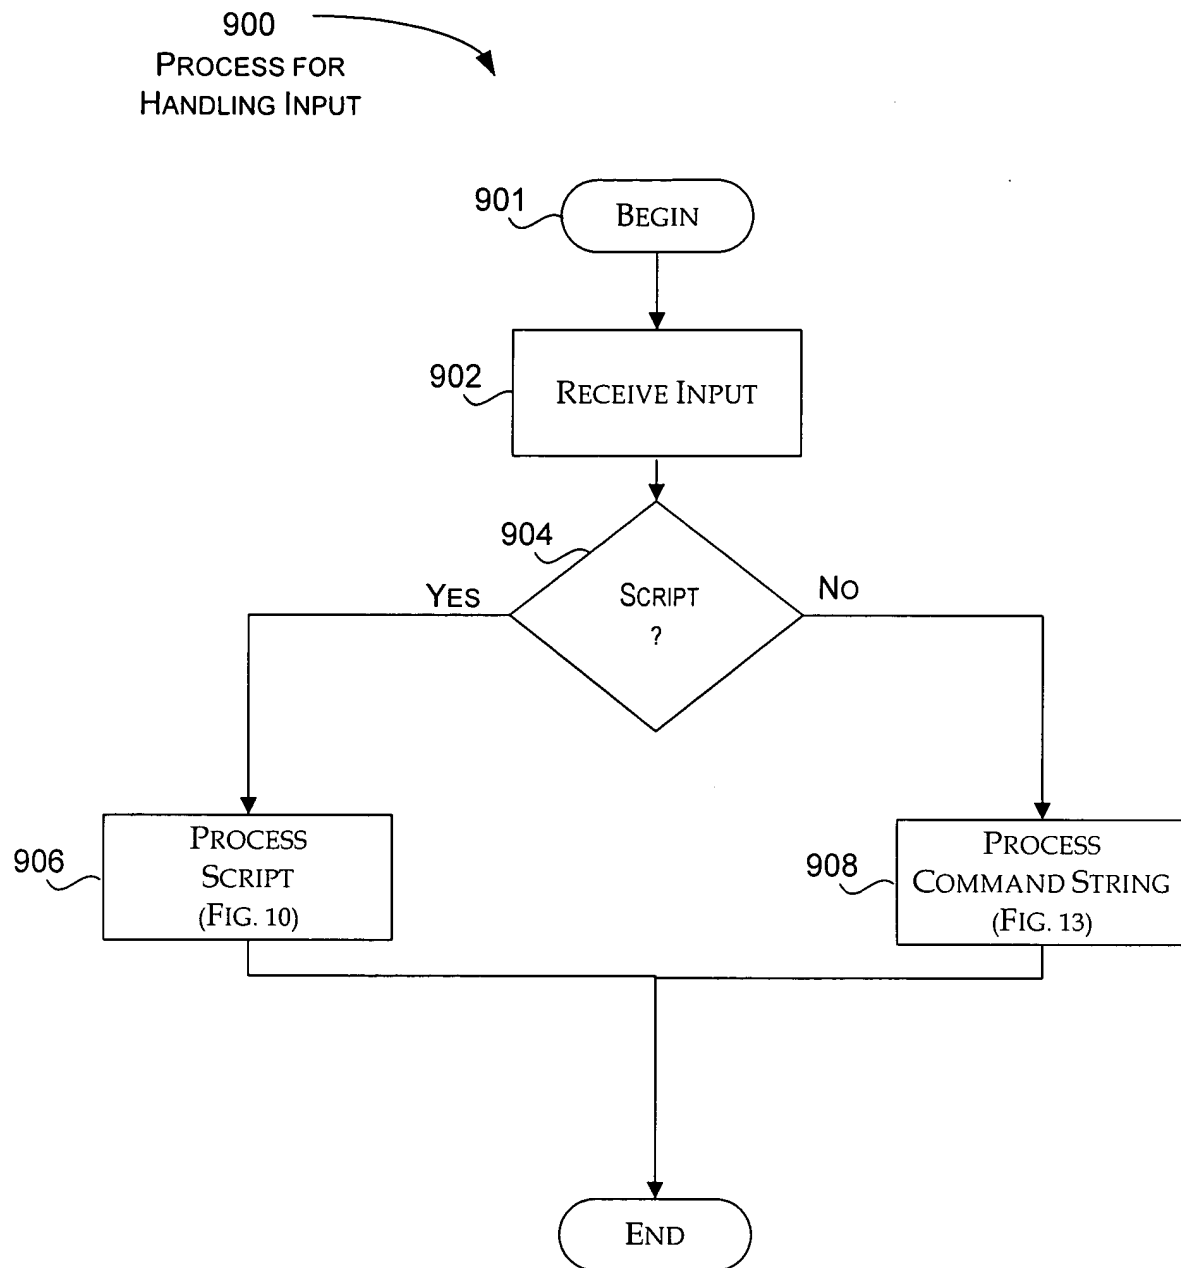 900
PROCESS FOR
HANDLING INPUT
901
BEGIN
902
RECEIVE INPUT
904
YES
SCRIPT
?
NO
906
PROCESS
SCRIPT
(FIG. 10)
908
PROCESS
COMMAND STRING
(FIG. 13)
END